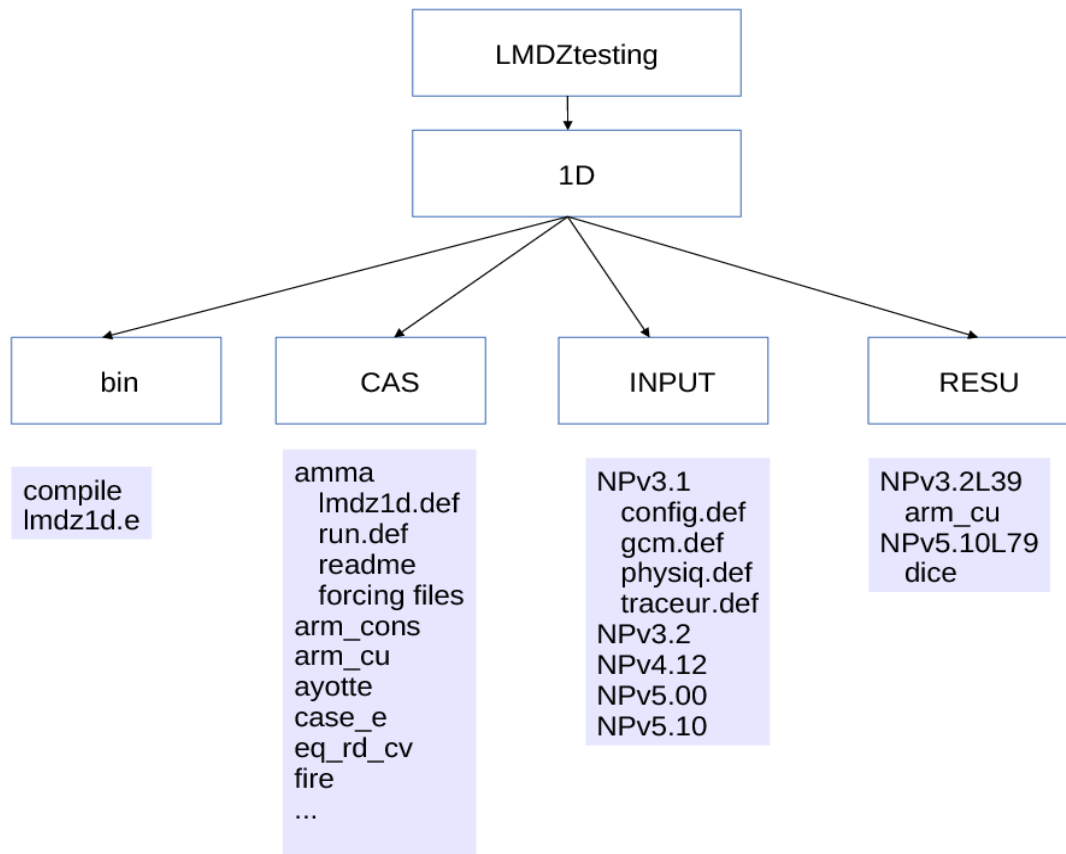 LMDZtesting
1D
bin
CAS
INPUT
RESU
compile
lmdz1d.e
amma
lmdz1d.def
run.def
readme
forcing files
arm_cons
arm_cu
ayotte
case_e
eq_rd_cv
fire
...
NPv3.1
config.def
gcm.def
physiq.def
traceur.def
NPv3.2
NPv4.12
NPv5.00
NPv5.10
NPv3.2L39
arm_cu
NPv5.10L79
dice